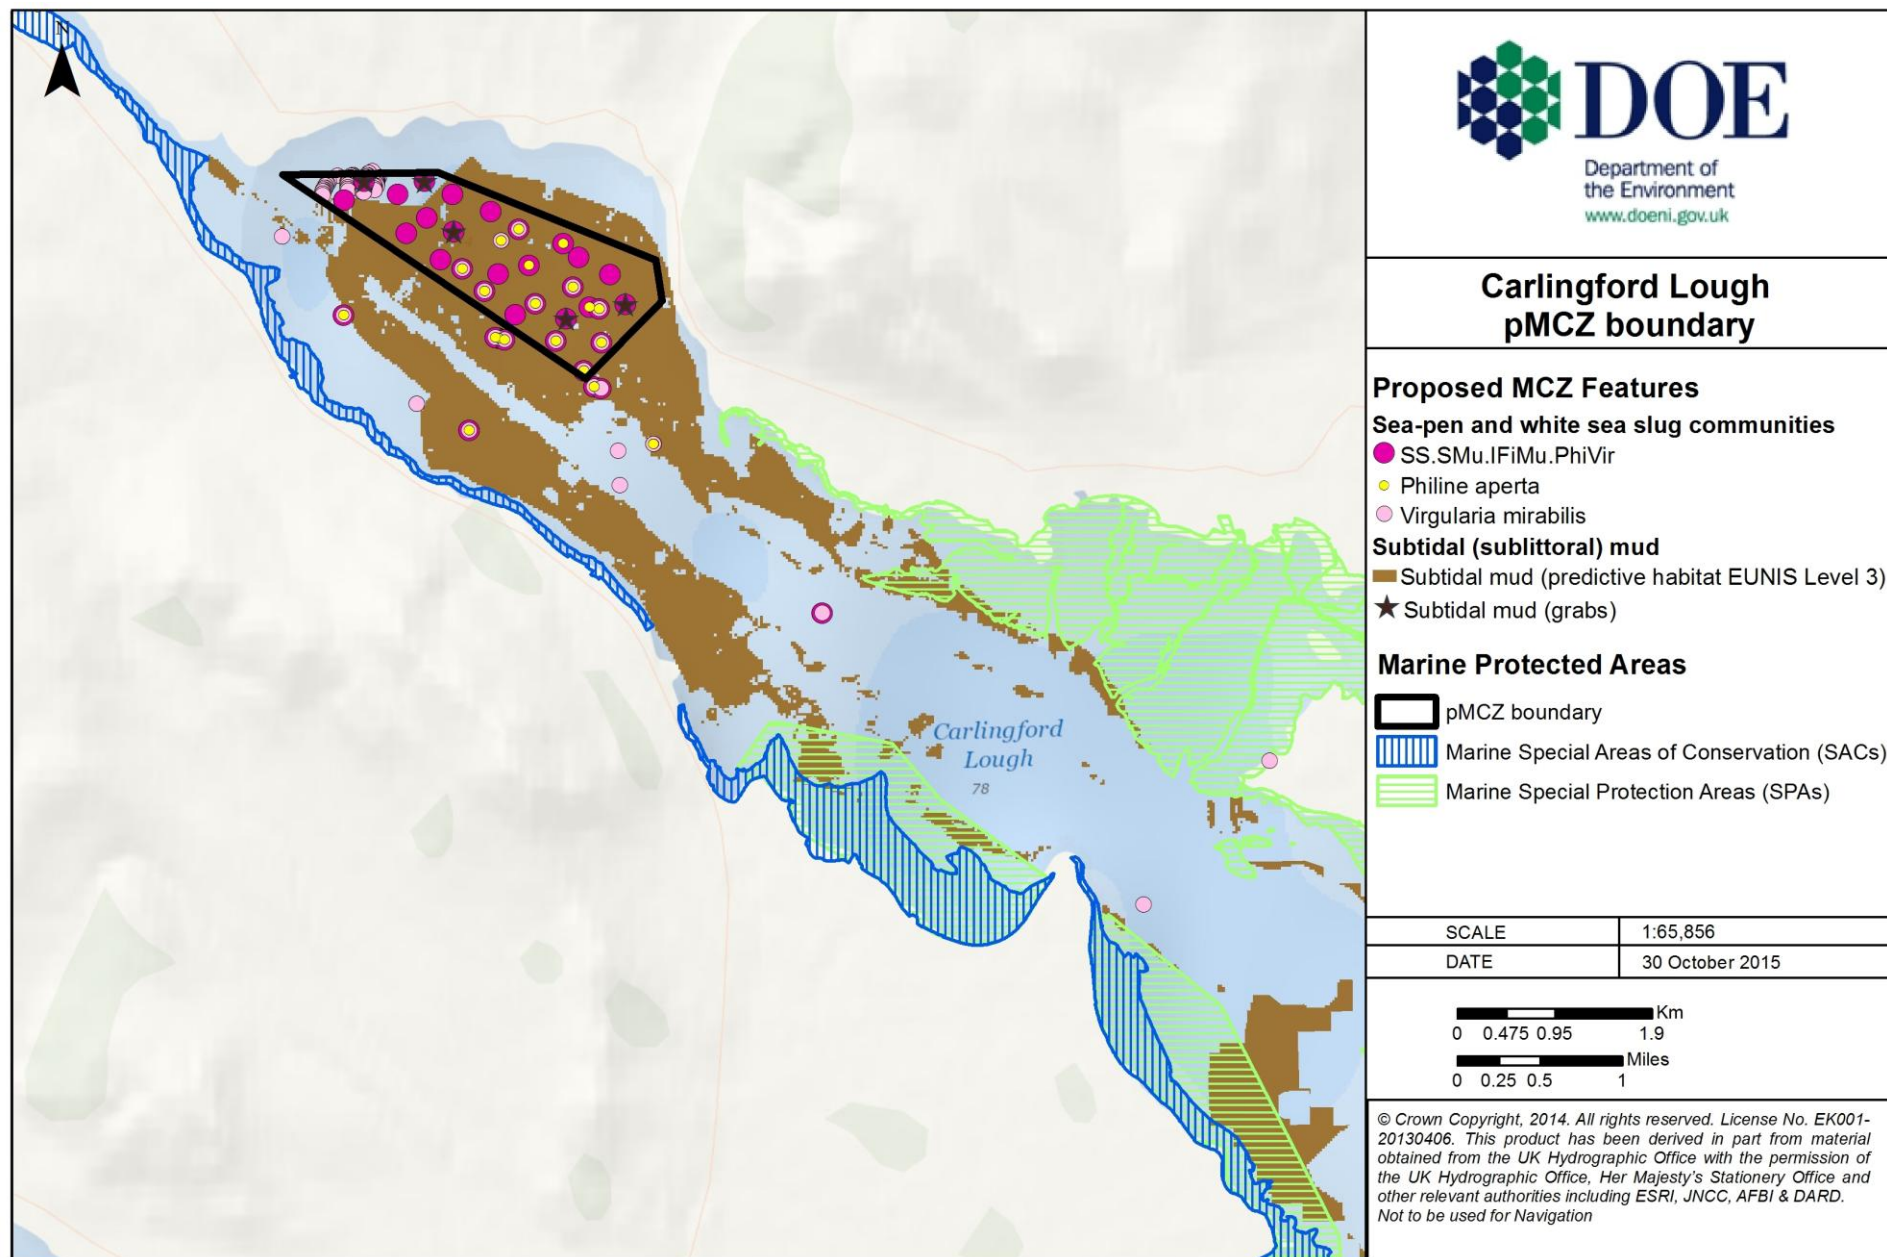 N
Carlingford
Lough
78
DOE
Department of
the Environment
www.doeni.gov.uk
Carlingford Lough
pMCZ boundary
Proposed MCZ Features
Sea-pen and white sea slug communities
SS.SMu.IFiMu.PhiVir
Philine aperta
Virgularia mirabilis
Subtidal (sublittoral) mud
Subtidal mud (predictive habitat EUNIS Level 3)
Subtidal mud (grabs)
Marine Protected Areas
pMCZ boundary
Marine Special Areas of Conservation (SACs)
Marine Special Protection Areas (SPAs)
SCALE 1:65,856
DATE 30 October 2015
Km
0 0.475 0.95 1.9
Miles
0 0.25 0.5 1
© Crown Copyright, 2014. All rights reserved. License No. EK001-
20130406. This product has been derived in part from material
obtained from the UK Hydrographic Office with the permission of
the UK Hydrographic Office, Her Majesty's Stationery Office and
other relevant authorities including ESRI, JNCC, AFBI & DARD.
Not to be used for Navigation